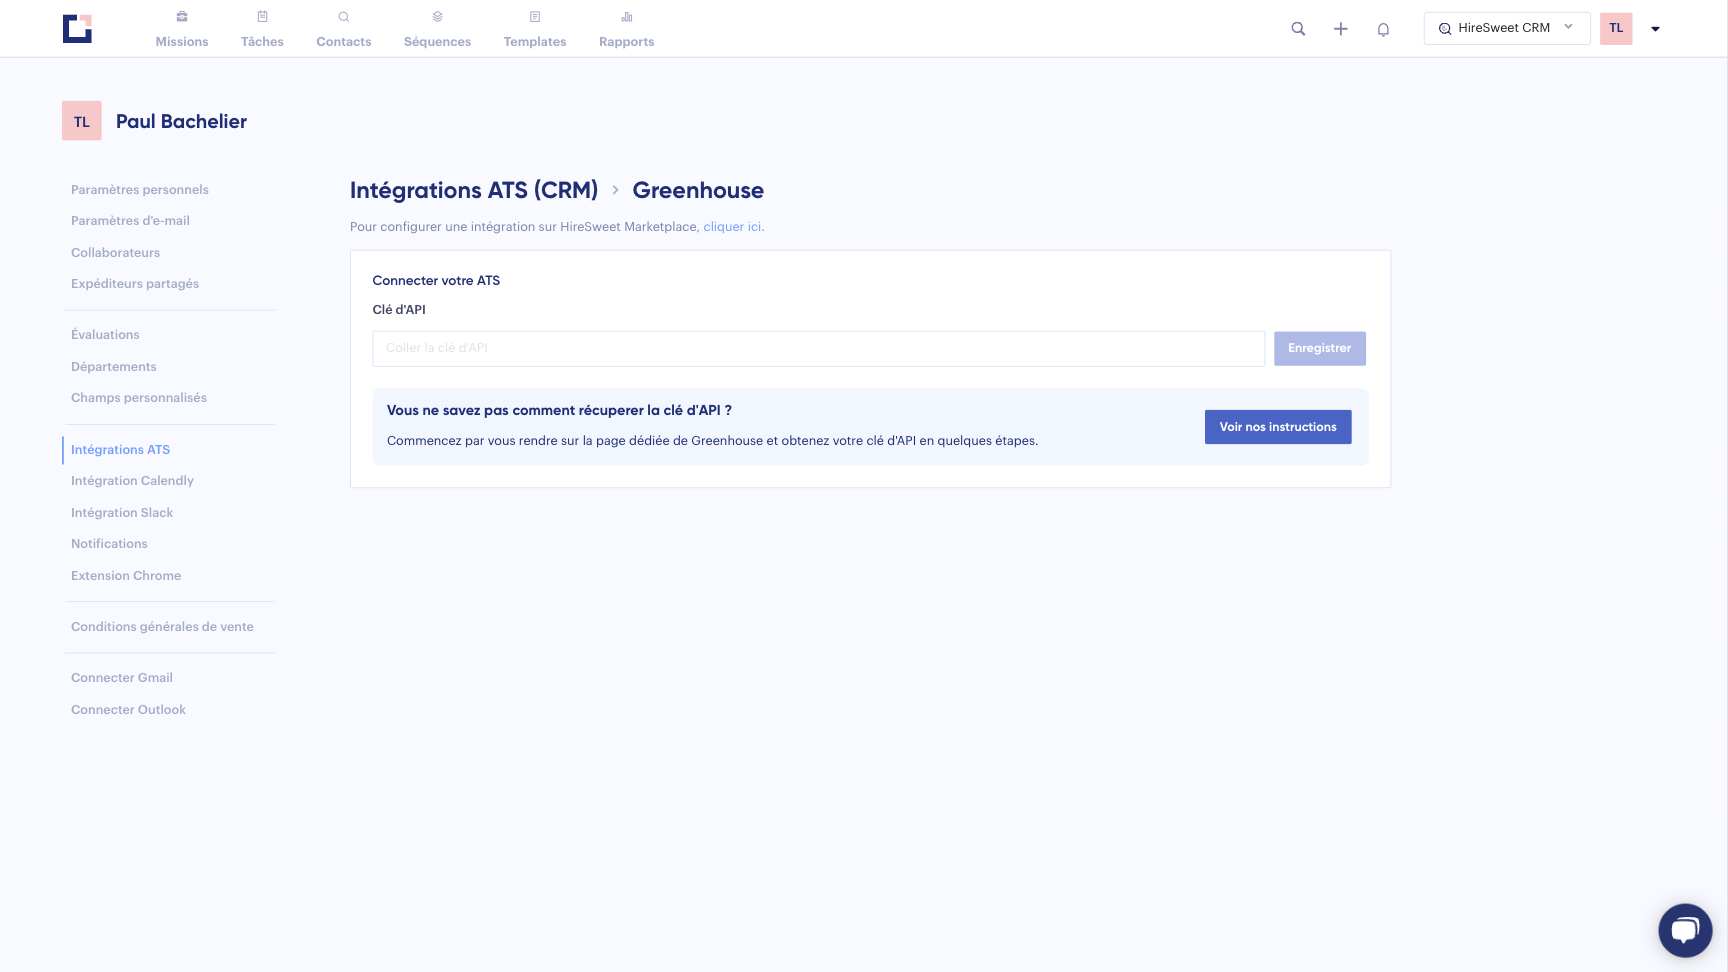 Missions
Tâches
Contacts
Séquences
Templates
Rapports
HireSweet CRM
TL
TL
Paul Bachelier
Paramètres personnels
Paramètres d'e-mail
Collaborateurs
Expéditeurs partagés
Évaluations
Départements
Champs personnalisés
Intégrations ATS
Intégration Calendly
Intégration Slack
Notifications
Extension Chrome
Conditions générales de vente
Connecter Gmail
Connecter Outlook
Intégrations ATS (CRM) > Greenhouse
Pour configurer une intégration sur HireSweet Marketplace, cliquer ici.
Connecter votre ATS
Clé d'API
Coller la clé d'API
Enregistrer
Vous ne savez pas comment récuperer la clé d'API ?
Commencez par vous rendre sur la page dédiée de Greenhouse et obtenez votre clé d'API en quelques étapes.
Voir nos instructions